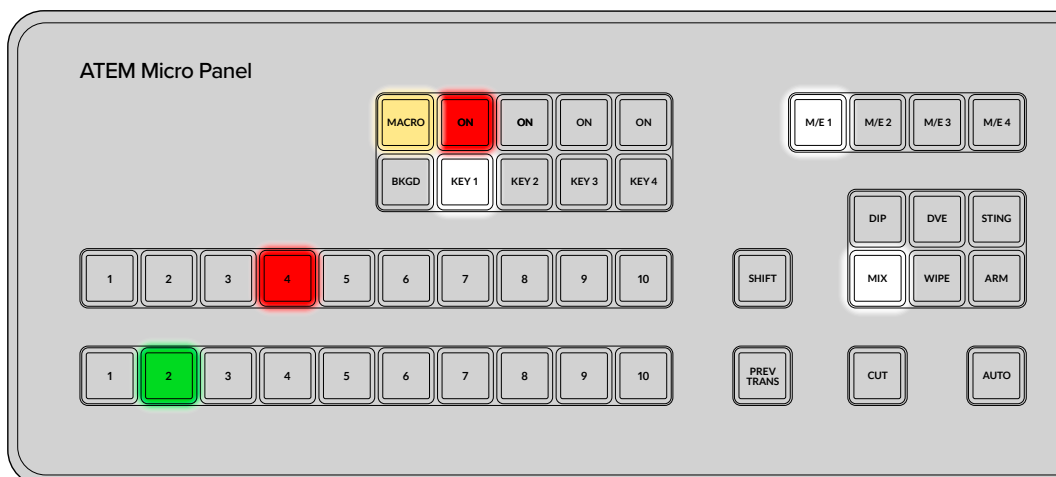 ATEM Micro Panel
MACRO ON ON ON ON
M/E 1 M/E 2 M/E 3 M/E 4
BKGD KEY 1 KEY 2 KEY 3 KEY 4
DIP DVE STING
1 2 3 4 5 6 7 8 9 10
SHIFT
MIX WIPE ARM
1 2 3 4 5 6 7 8 9 10
PREV
TRANS
CUT
AUTO